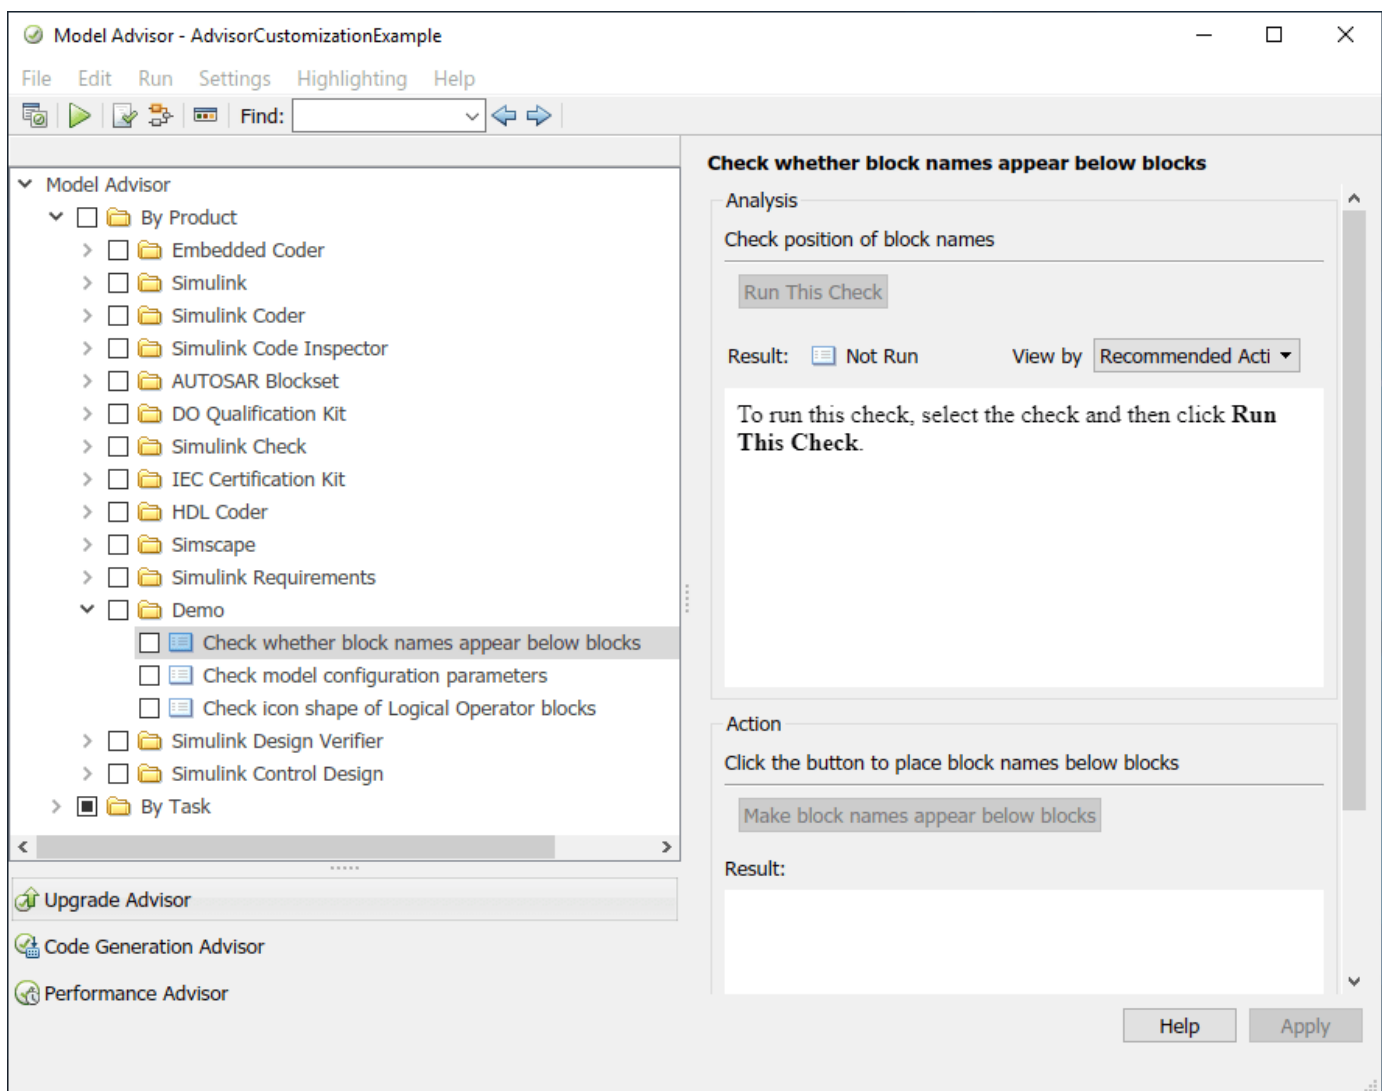 Model Advisor - AdvisorCustomizationExample
File Edit Run Settings Highlighting Help
Find:
Model Advisor
By Product
Embedded Coder
Simulink
Simulink Coder
Simulink Code Inspector
AUTOSAR Blockset
DO Qualification Kit
Simulink Check
IEC Certification Kit
HDL Coder
Simscape
Simulink Requirements
Demo
Check whether block names appear below blocks
Check model configuration parameters
Check icon shape of Logical Operator blocks
Simulink Design Verifier
Simulink Control Design
By Task
Upgrade Advisor
Code Generation Advisor
Performance Advisor
Check whether block names appear below blocks
Analysis
Check position of block names
Run This Check
Result: Not Run View by Recommended Acti
To run this check, select the check and then click Run
This Check.
Action
Click the button to place block names below blocks
Make block names appear below blocks
Result:
Help Apply